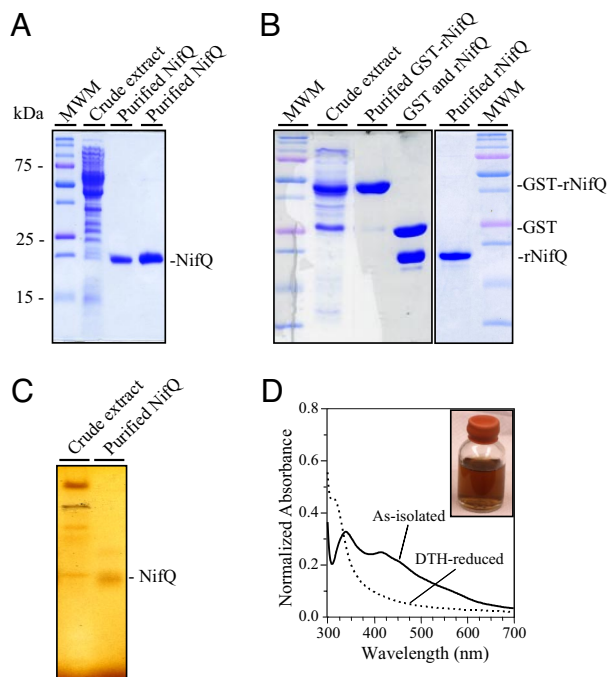 A
kDa
MWM
Crude extract
Purified NifQ
Purified NifQ
75 -
25 -
15 -
-NifQ
B
MWM
Crude extract
Purified GST-rNifQ
GST and rNifQ
Purified rNifQ
MWM
-GST-rNifQ
-GST
-rNifQ
C
Crude extract
Purified NifQ
- NifQ
D
Normalized Absorbance
0.8
0.6
0.4
0.2
0.0
As-isolated
DTH-reduced
300 400 500 600 700
Wavelength (nm)